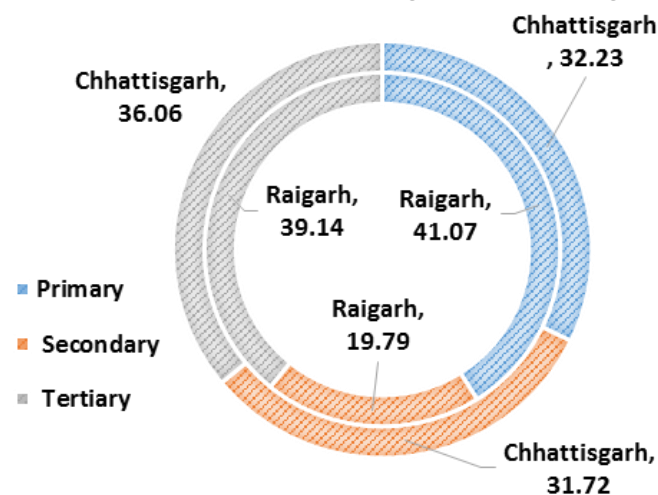 Chhattisgarh
, 32.23
Chhattisgarh,
36.06
Raigarh,
39.14
Raigarh,
41.07
Primary
Raigarh,
19.79
Secondary
Tertiary
Chhattisgarh,
31.72